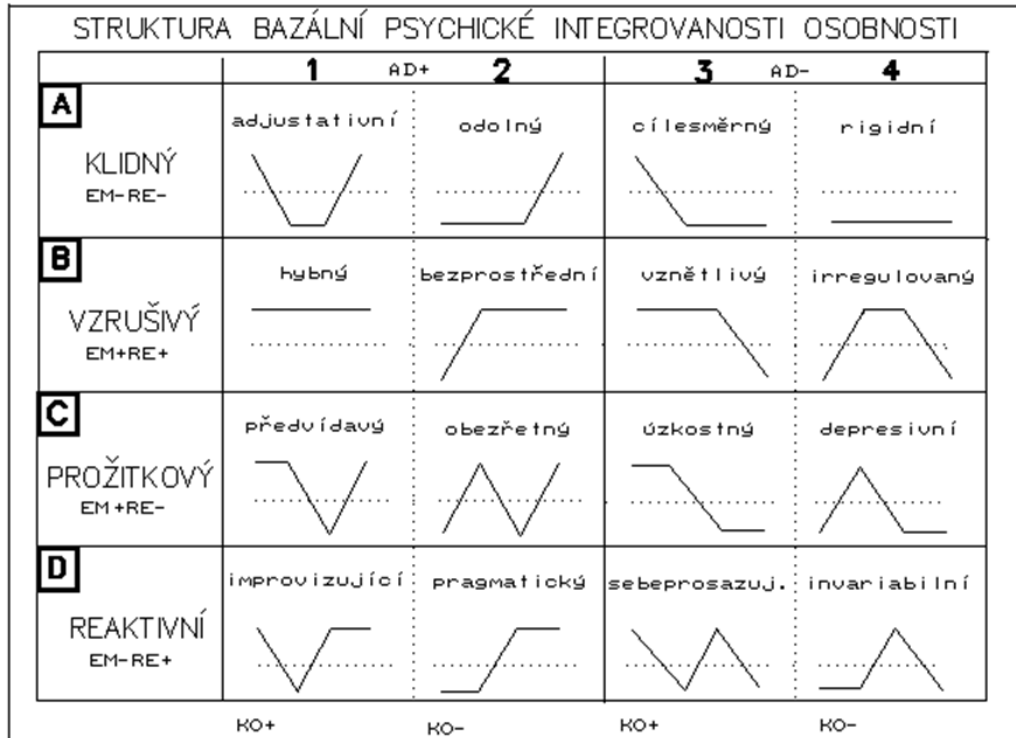 STRUKTURA BAZÁLNÍ PSYCHICKÉ INTEGROVANOSTI OSOBNOSTI
1 AD+ 2 3 AD- 4
A
adjustativní odolný cílesměrný rigidní
KLIDNÝ
EM-RE-
B
hybný bezprostřední vznětlivý irregulovaný
VZRUŠIVÝ
EM+RE+
C
předvídavý obezřetný úzkostný depresivní
PROŽITKOVÝ
EM+RE-
D
improvizující pragmatický sebeprosazuj. invariabilní
REAKTIVNÍ
EM-RE+
KO+ KO- KO+ KO-